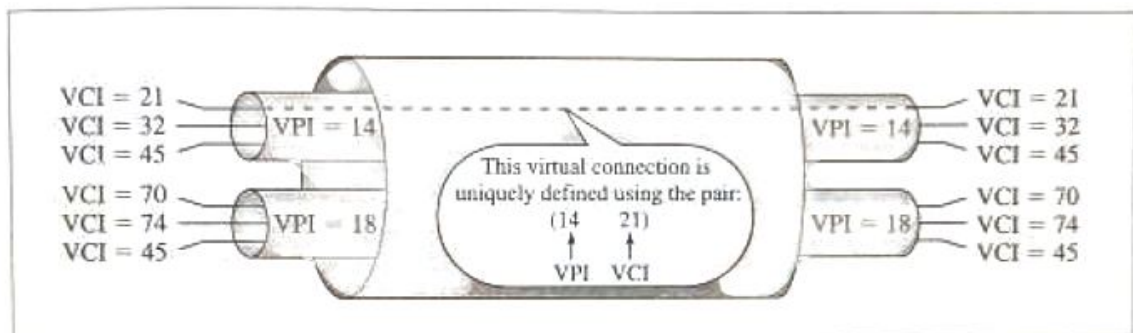 VCI = 21
VCI = 32
VCI = 45
VPI = 14
VCI = 70
VCI = 74
VCI = 45
VPI = 18
This virtual connection is
uniquely defined using the pair:
(14 21)
VPI VCI
VPI = 14
VCI = 21
VCI = 32
VCI = 45
VPI = 18
VCI = 70
VCI = 74
VCI = 45